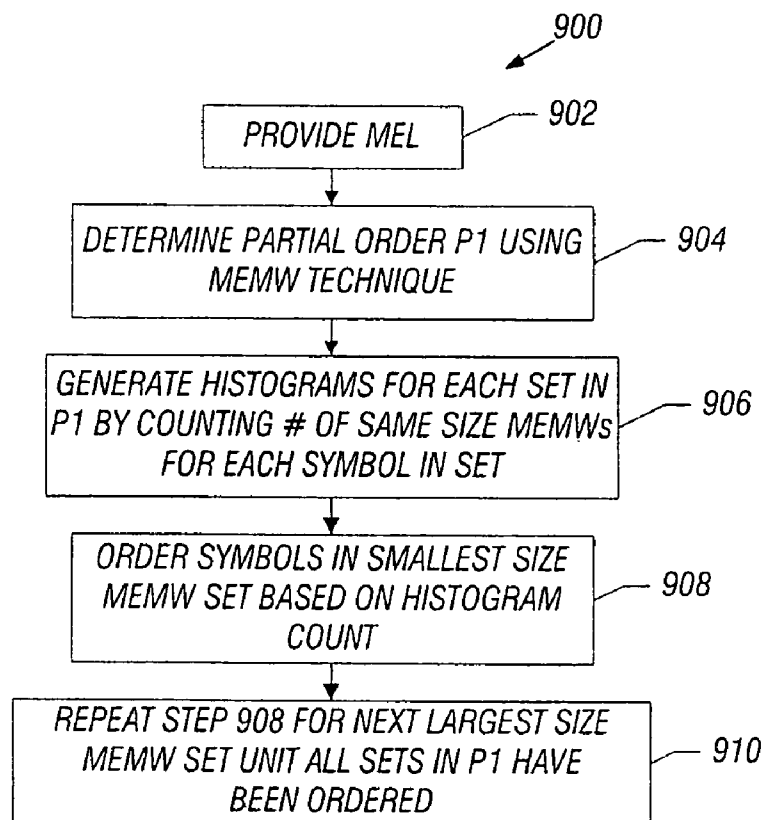 900
PROVIDE MEL
902
DETERMINE PARTIAL ORDER P1 USING
MEMW TECHNIQUE
904
GENERATE HISTOGRAMS FOR EACH SET IN
P1 BY COUNTING # OF SAME SIZE MEMWs
FOR EACH SYMBOL IN SET
906
ORDER SYMBOLS IN SMALLEST SIZE
MEMW SET BASED ON HISTOGRAM
COUNT
908
REPEAT STEP 908 FOR NEXT LARGEST SIZE
MEMW SET UNIT ALL SETS IN P1 HAVE
BEEN ORDERED
910